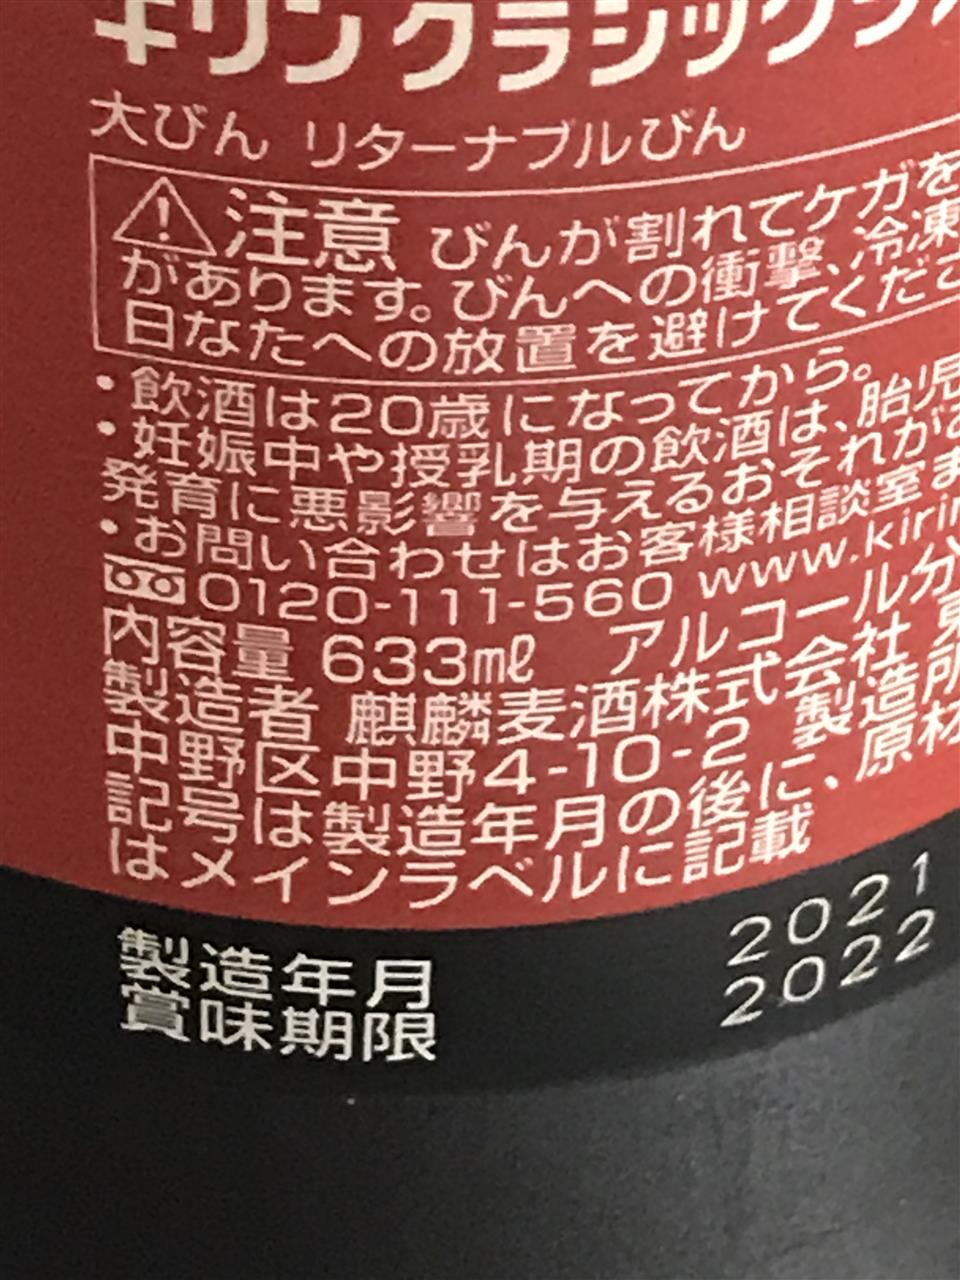 キリンクラシックラ
大びん リターナブルびん
注意 びんが割れてケガを
があります。びんへの衝撃、冷凍
日なたへの放置を避けてくださ
・飲酒は20歳になってから。
・妊娠中や授乳期の飲酒は、胎児
発育に悪影響を与えるおそれが
・お問い合わせはお客様相談室ま
0120-111-560 www.kirin
内容量 633mℓ アルコール分
製造者 麒麟麦酒株式会社 東
中野区中野4-10-2 製造所
記号は製造年月の後に、原材
はメインラベルに記載
製造年月 2021
賞味期限 2022